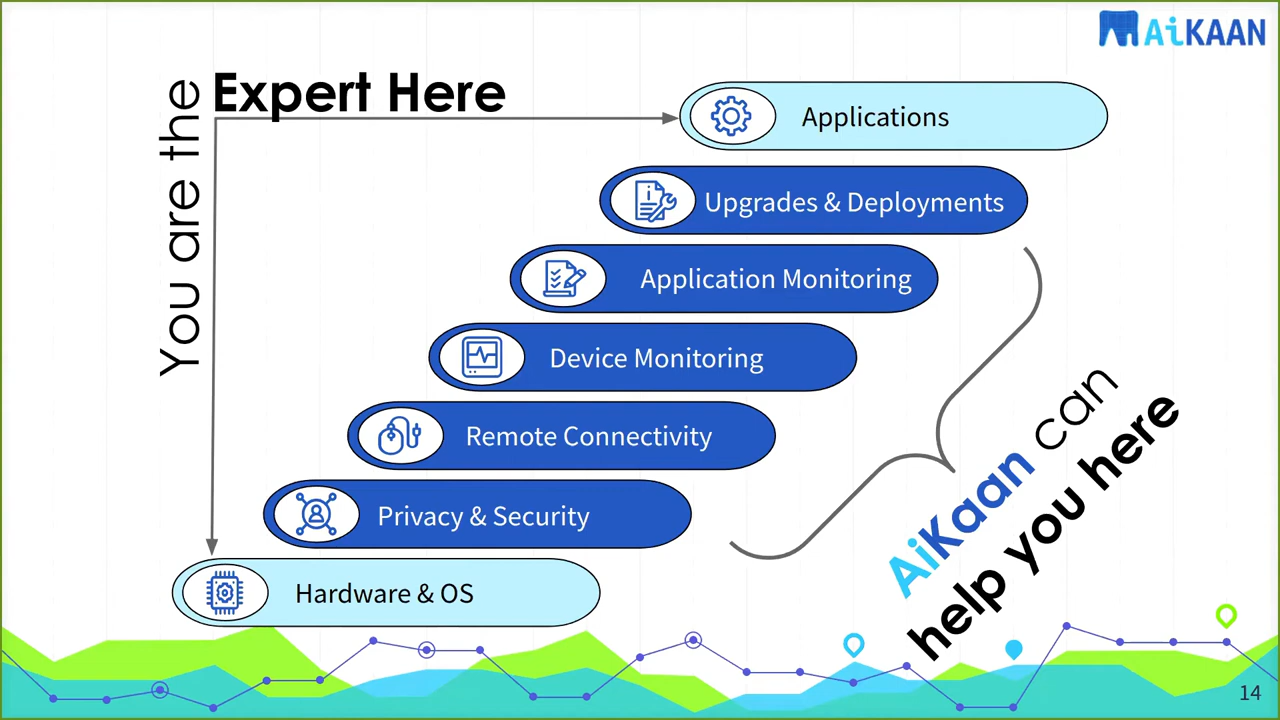 AiKAAN
You are the
Expert Here
Applications
Upgrades & Deployments
Application Monitoring
Device Monitoring
Remote Connectivity
Privacy & Security
Hardware & OS
AiKaan can
help you here
14